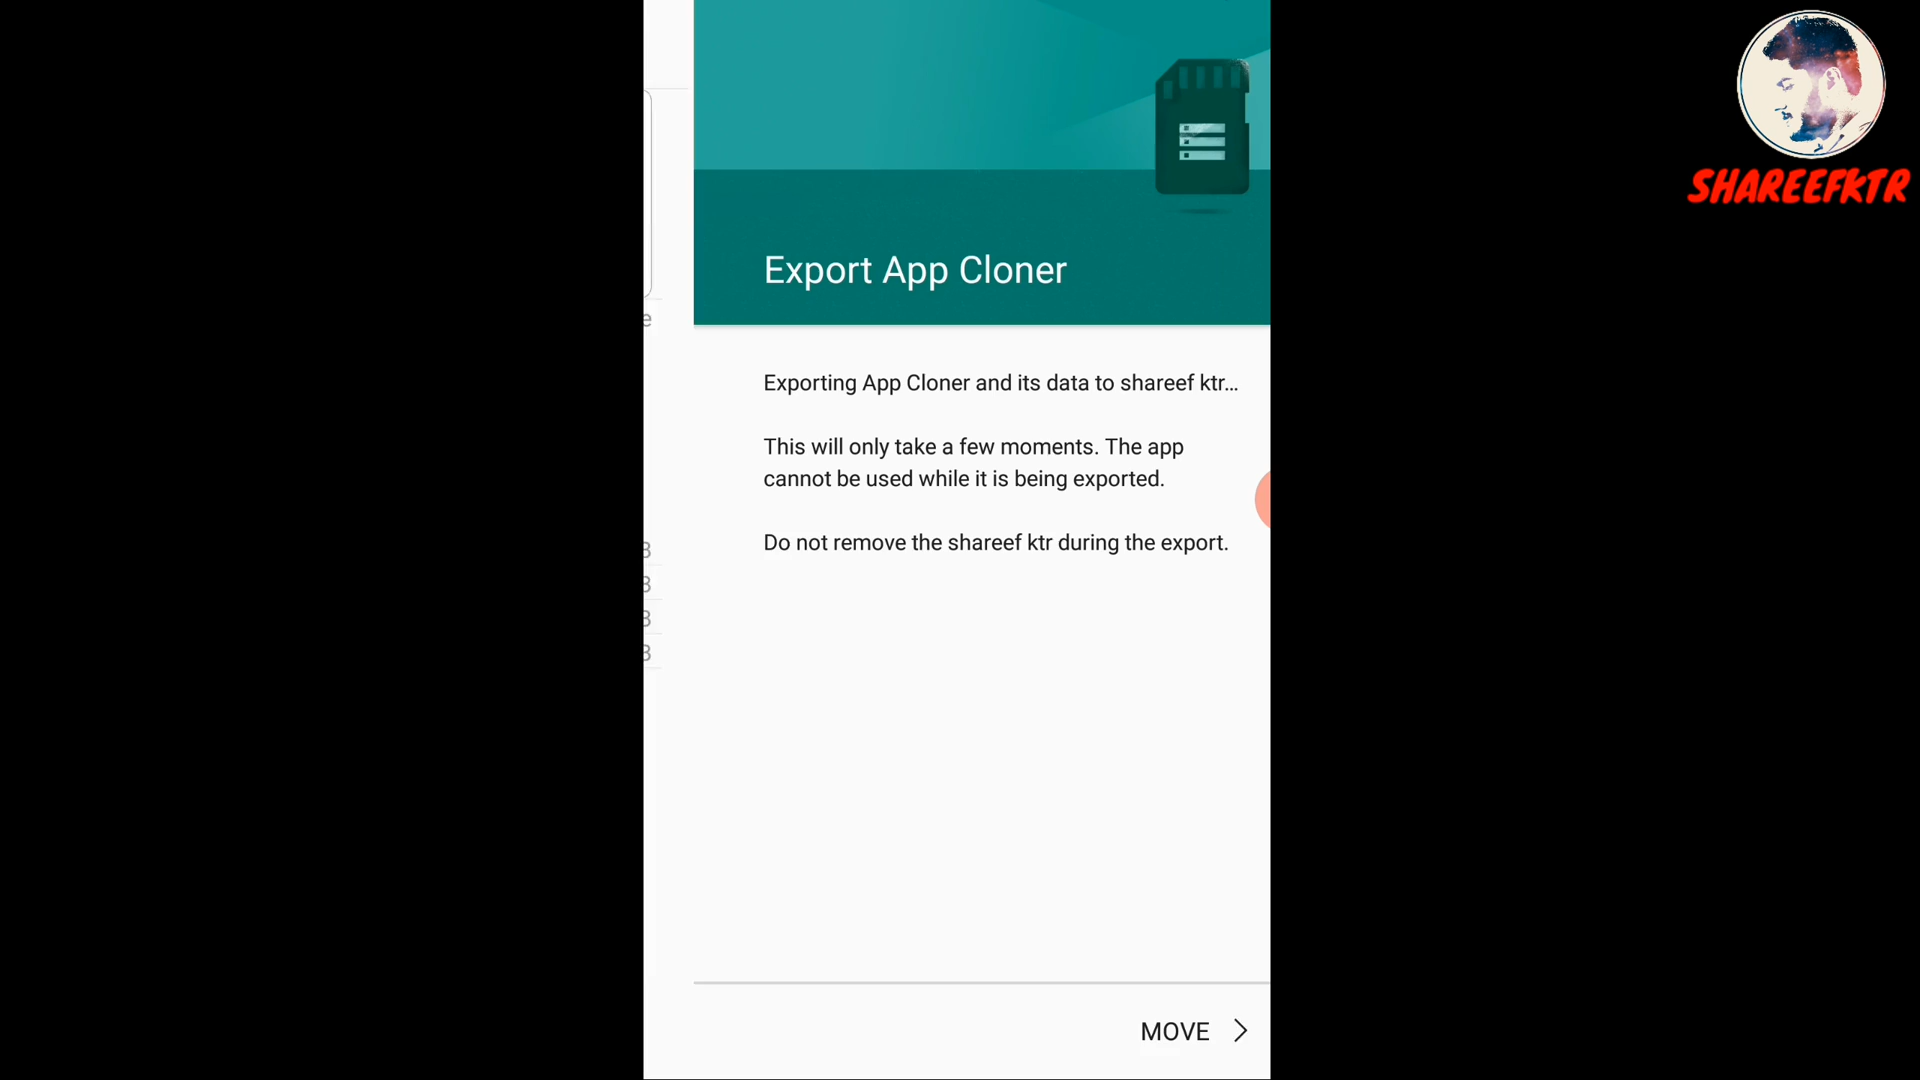 SHAREEFKTR
Export App Cloner
e
Exporting App Cloner and its data to shareef ktr...
This will only take a few moments. The app
cannot be used while it is being exported.
Do not remove the shareef ktr during the export.
B
B
B
B
MOVE